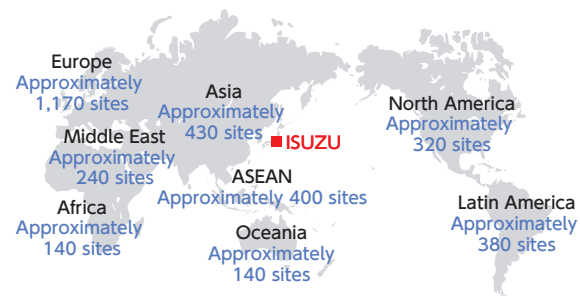 Europe
Approximately
1,170 sites
Asia
Approximately
430 sites
ISUZU
North America
Approximately
320 sites
Middle East
Approximately
240 sites
ASEAN
Approximately 400 sites
Africa
Approximately
140 sites
Oceania
Approximately
140 sites
Latin America
Approximately
380 sites